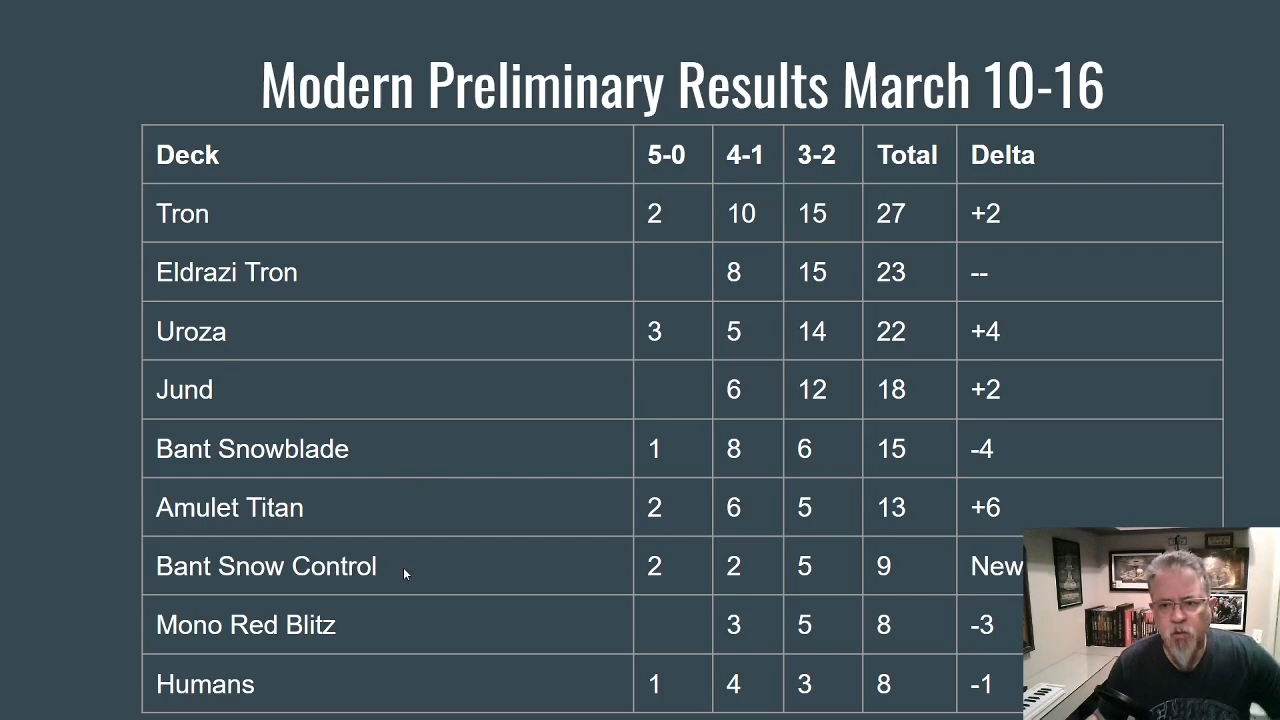 Modern Preliminary Results March 10-16
Deck 5-0 4-1 3-2 Total Delta
Tron 2 10 15 27 +2
Eldrazi Tron 8 15 23 --
Uroza 3 5 14 22 +4
Jund 6 12 18 +2
Bant Snowblade 1 8 6 15 -4
Amulet Titan 2 6 5 13 +6
Bant Snow Control 2 2 5 9 New
Mono Red Blitz 3 5 8 -3
Humans 1 4 3 8 -1